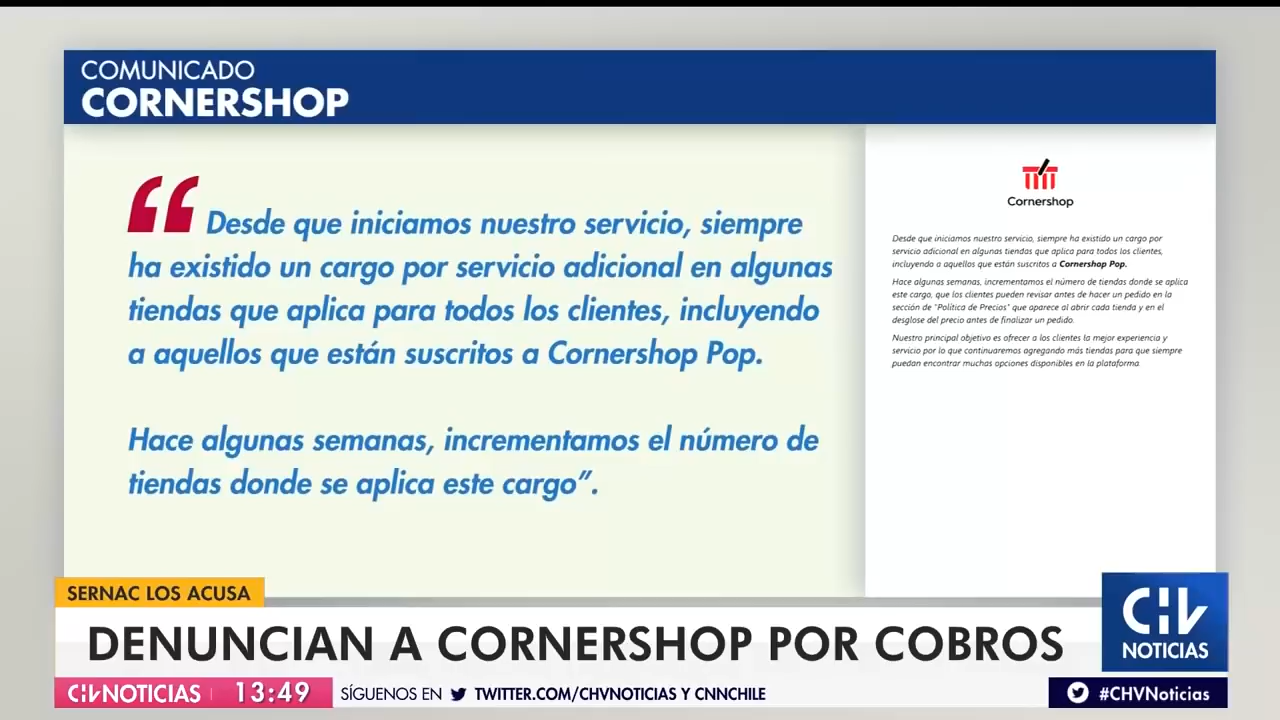 COMUNICADO
CORNERSHOP
“ Desde que iniciamos nuestro servicio, siempre
ha existido un cargo por servicio adicional en algunas
tiendas que aplica para todos los clientes, incluyendo
a aquellos que están suscritos a Cornershop Pop.
Hace algunas semanas, incrementamos el número de
tiendas donde se aplica este cargo”.
Cornershop
Desde que iniciamos nuestro servicio, siempre ha existido un cargo por
servicio adicional en algunas tiendas que aplica para todos los clientes,
incluyendo a aquellos que están suscritos a Cornershop Pop.
Hace algunas semanas, incrementamos el número de tiendas donde se aplica
este cargo, que los clientes pueden revisar antes de hacer un pedido en la
sección de "Política de Precios" que aparece al abrir cada tienda y en el
desglose del precio antes de finalizar un pedido.
Nuestro principal objetivo es ofrecer a los clientes la mejor experiencia y
servicio por lo que continuaremos agregando más tiendas para que siempre
puedan encontrar muchas opciones disponibles en la plataforma.
SERNAC LOS ACUSA
DENUNCIAN A CORNERSHOP POR COBROS
CHV
NOTICIAS
CHVNOTICIAS 13:49 SÍGUENOS EN TWITTER.COM/CHVNOTICIAS Y CNNCHILE
#CHVNoticias